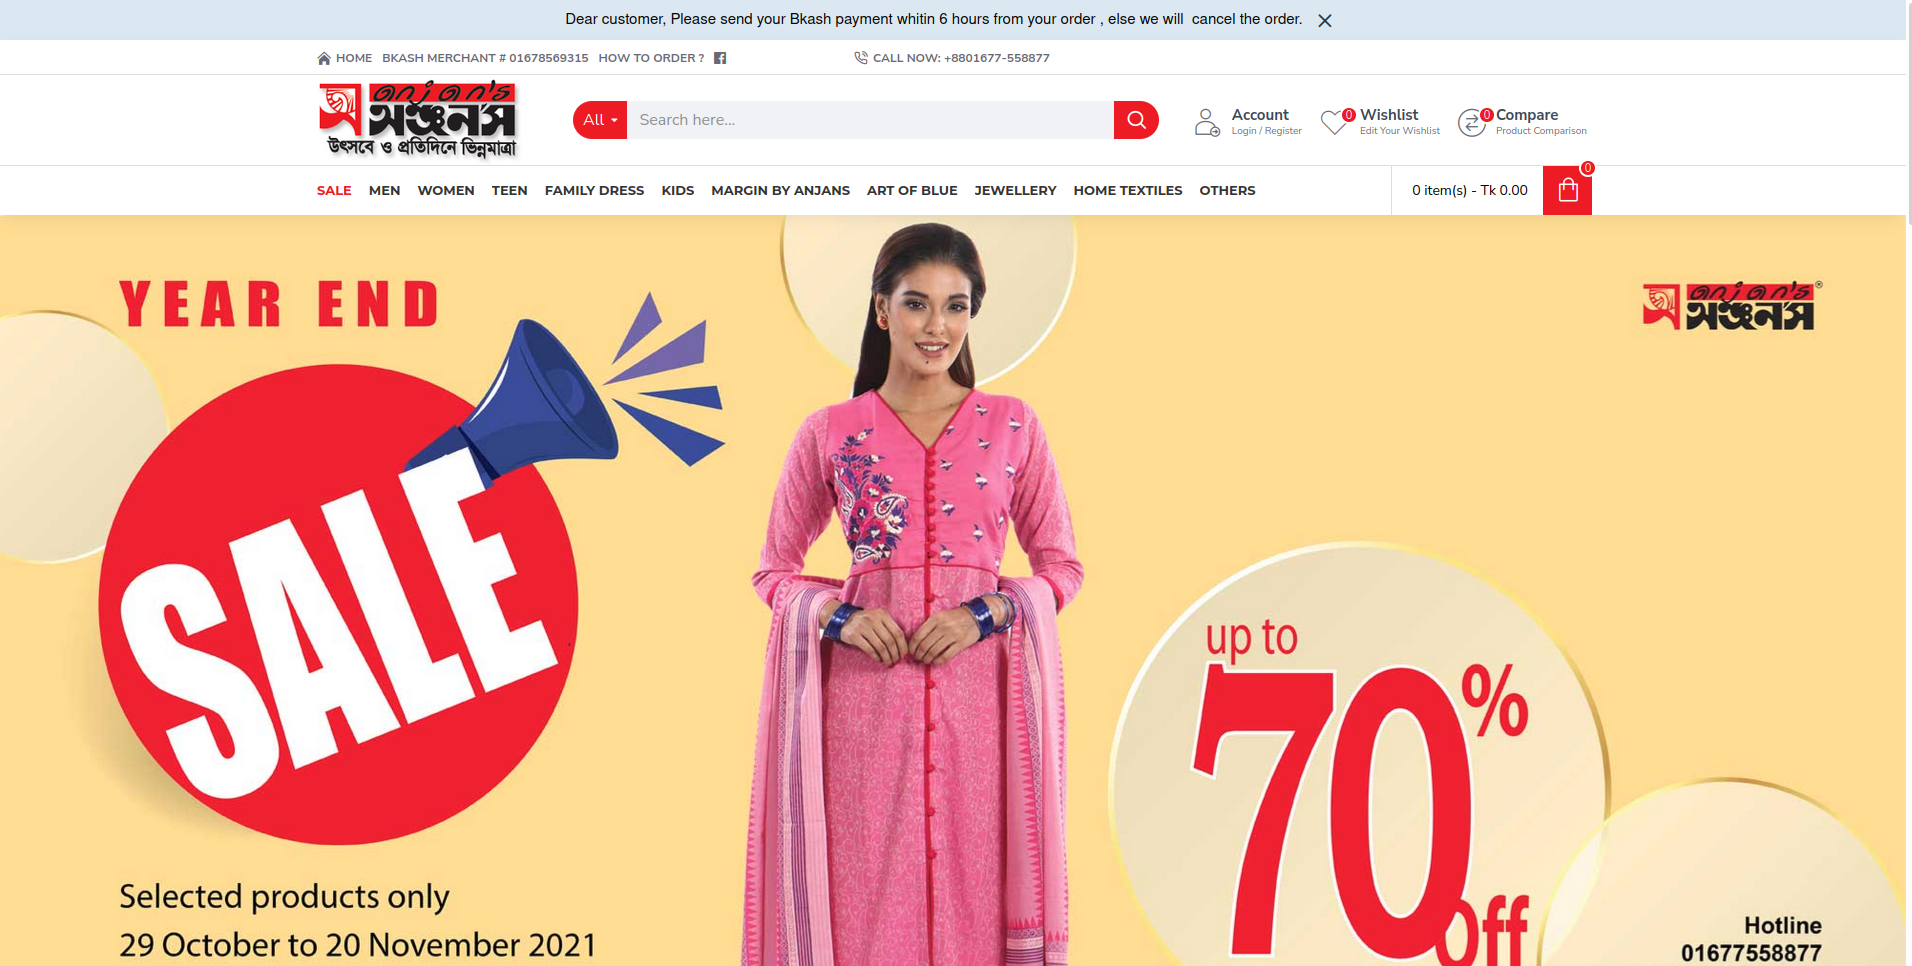 Dear customer, Please send your Bkash payment whitin 6 hours from your order , else we will cancel the order.
HOME BKASH MERCHANT # 01678569315 HOW TO ORDER ? CALL NOW: +8801677-558877
anjan's
অঞ্জন'স
উৎসবে ও প্রতিদিনে ভিন্নমাত্রা
All Search here...
Account
Login / Register
0 Wishlist
Edit Your Wishlist
0 Compare
Product Comparison
SALE MEN WOMEN TEEN FAMILY DRESS KIDS MARGIN BY ANJANS ART OF BLUE JEWELLERY HOME TEXTILES OTHERS
0 item(s) - Tk 0.00
0
YEAR END
SALE
anjan's®
অঞ্জন'স
up to
70%
off
Selected products only
29 October to 20 November 2021
Hotline
01677558877